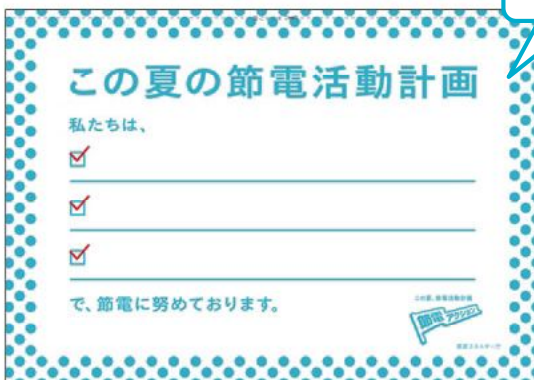 この夏の節電活動計画
私たちは、
で、節電に努めております。
この夏、節電活動計画
節電アクション